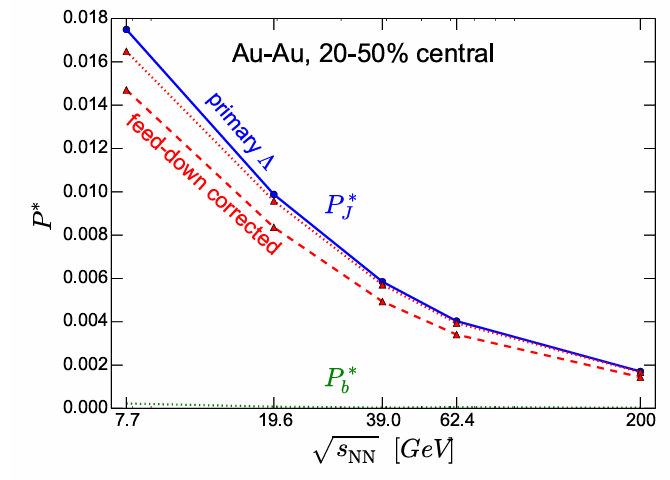 Au-Au, 20-50% central
0.018
0.016
0.014
0.012
0.010
0.008
0.006
0.004
0.002
0.000
P*
primary Λ
feed-down corrected
P_J^*
P_b^*
7.7 19.6 39.0 62.4 200
√s_NN [GeV]